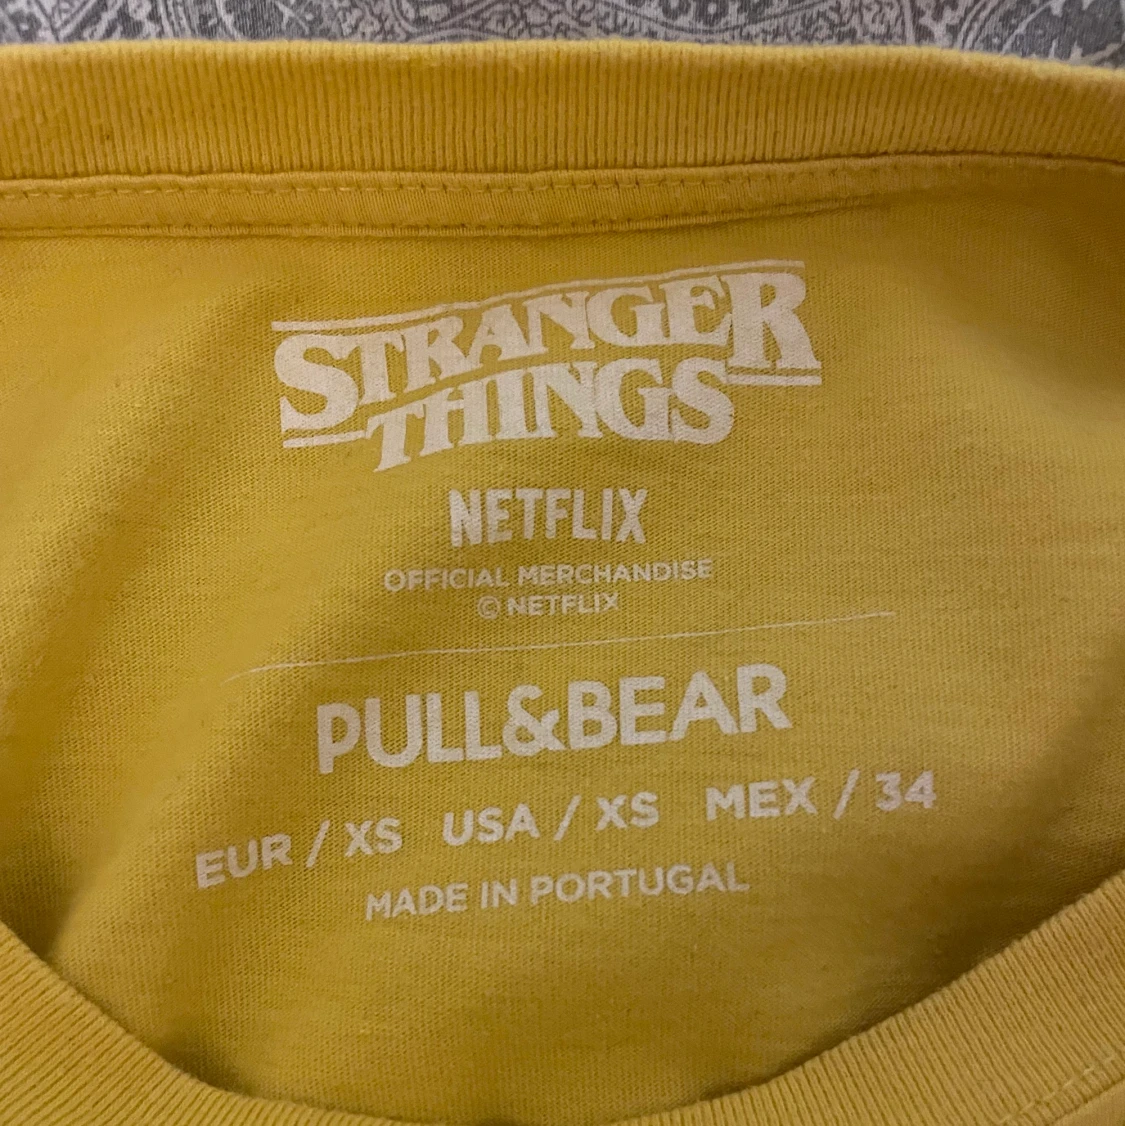 STRANGER
THINGS
NETFLIX
OFFICIAL MERCHANDISE
© NETFLIX
PULL&BEAR
EUR / XS USA / XS MEX / 34
MADE IN PORTUGAL